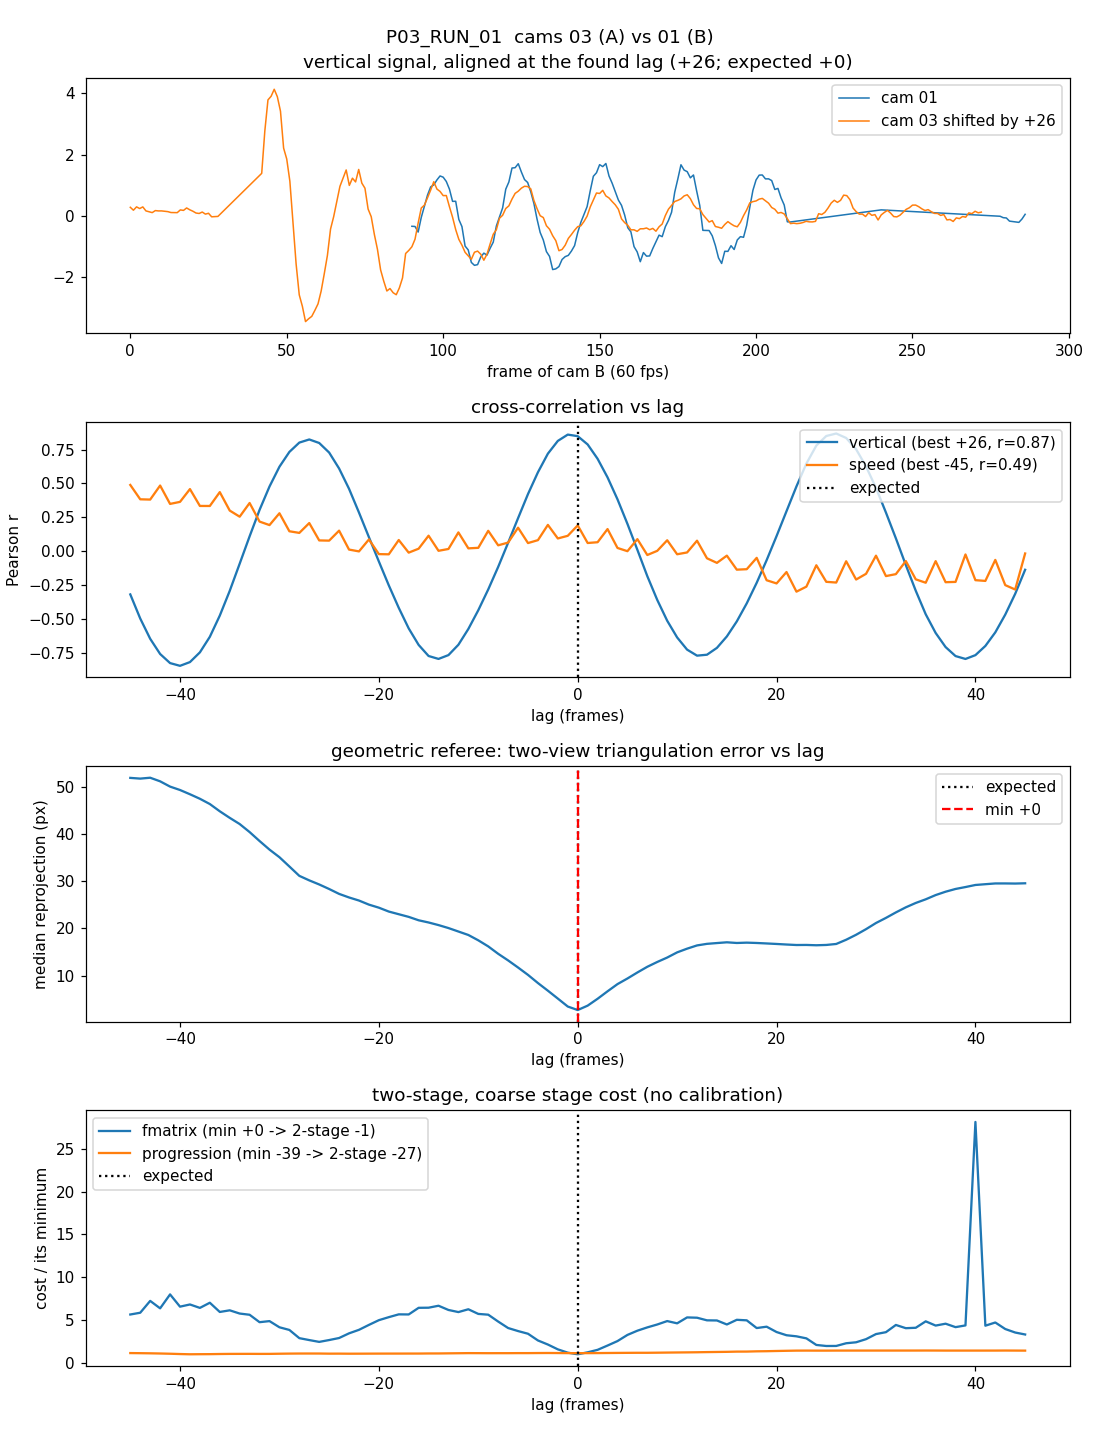 P03_RUN_01  cams 03 (A) vs 01 (B)
vertical signal, aligned at the found lag (+26; expected +0)
cam 01
cam 03 shifted by +26
4
2
0
−2
0
50
100
150
200
250
300
frame of cam B (60 fps)
cross-correlation vs lag
vertical (best +26, r=0.87)
speed (best -45, r=0.49)
expected
Pearson r
0.75
0.50
0.25
0.00
−0.25
−0.50
−0.75
−40
−20
0
20
40
lag (frames)
geometric referee: two-view triangulation error vs lag
expected
min +0
median reprojection (px)
50
40
30
20
10
−40
−20
0
20
40
lag (frames)
two-stage, coarse stage cost (no calibration)
fmatrix (min +0 -> 2-stage -1)
progression (min -39 -> 2-stage -27)
expected
cost / its minimum
25
20
15
10
5
0
−40
−20
0
20
40
lag (frames)